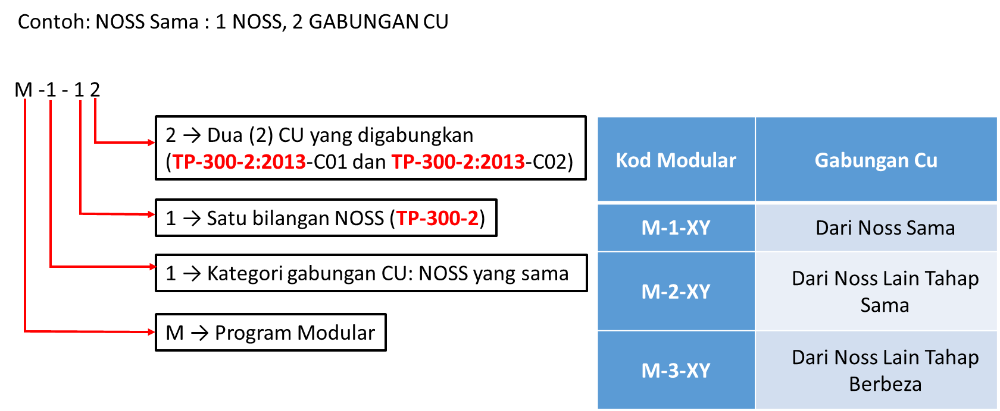 Contoh: NOSS Sama : 1 NOSS, 2 GABUNGAN CU
M -1 - 1 2
2 → Dua (2) CU yang digabungkan
(TP-300-2:2013-C01 dan TP-300-2:2013-C02)
1 → Satu bilangan NOSS (TP-300-2)
1 → Kategori gabungan CU: NOSS yang sama
M → Program Modular
Kod Modular
Gabungan Cu
M-1-XY
Dari Noss Sama
M-2-XY
Dari Noss Lain Tahap
Sama
M-3-XY
Dari Noss Lain Tahap
Berbeza